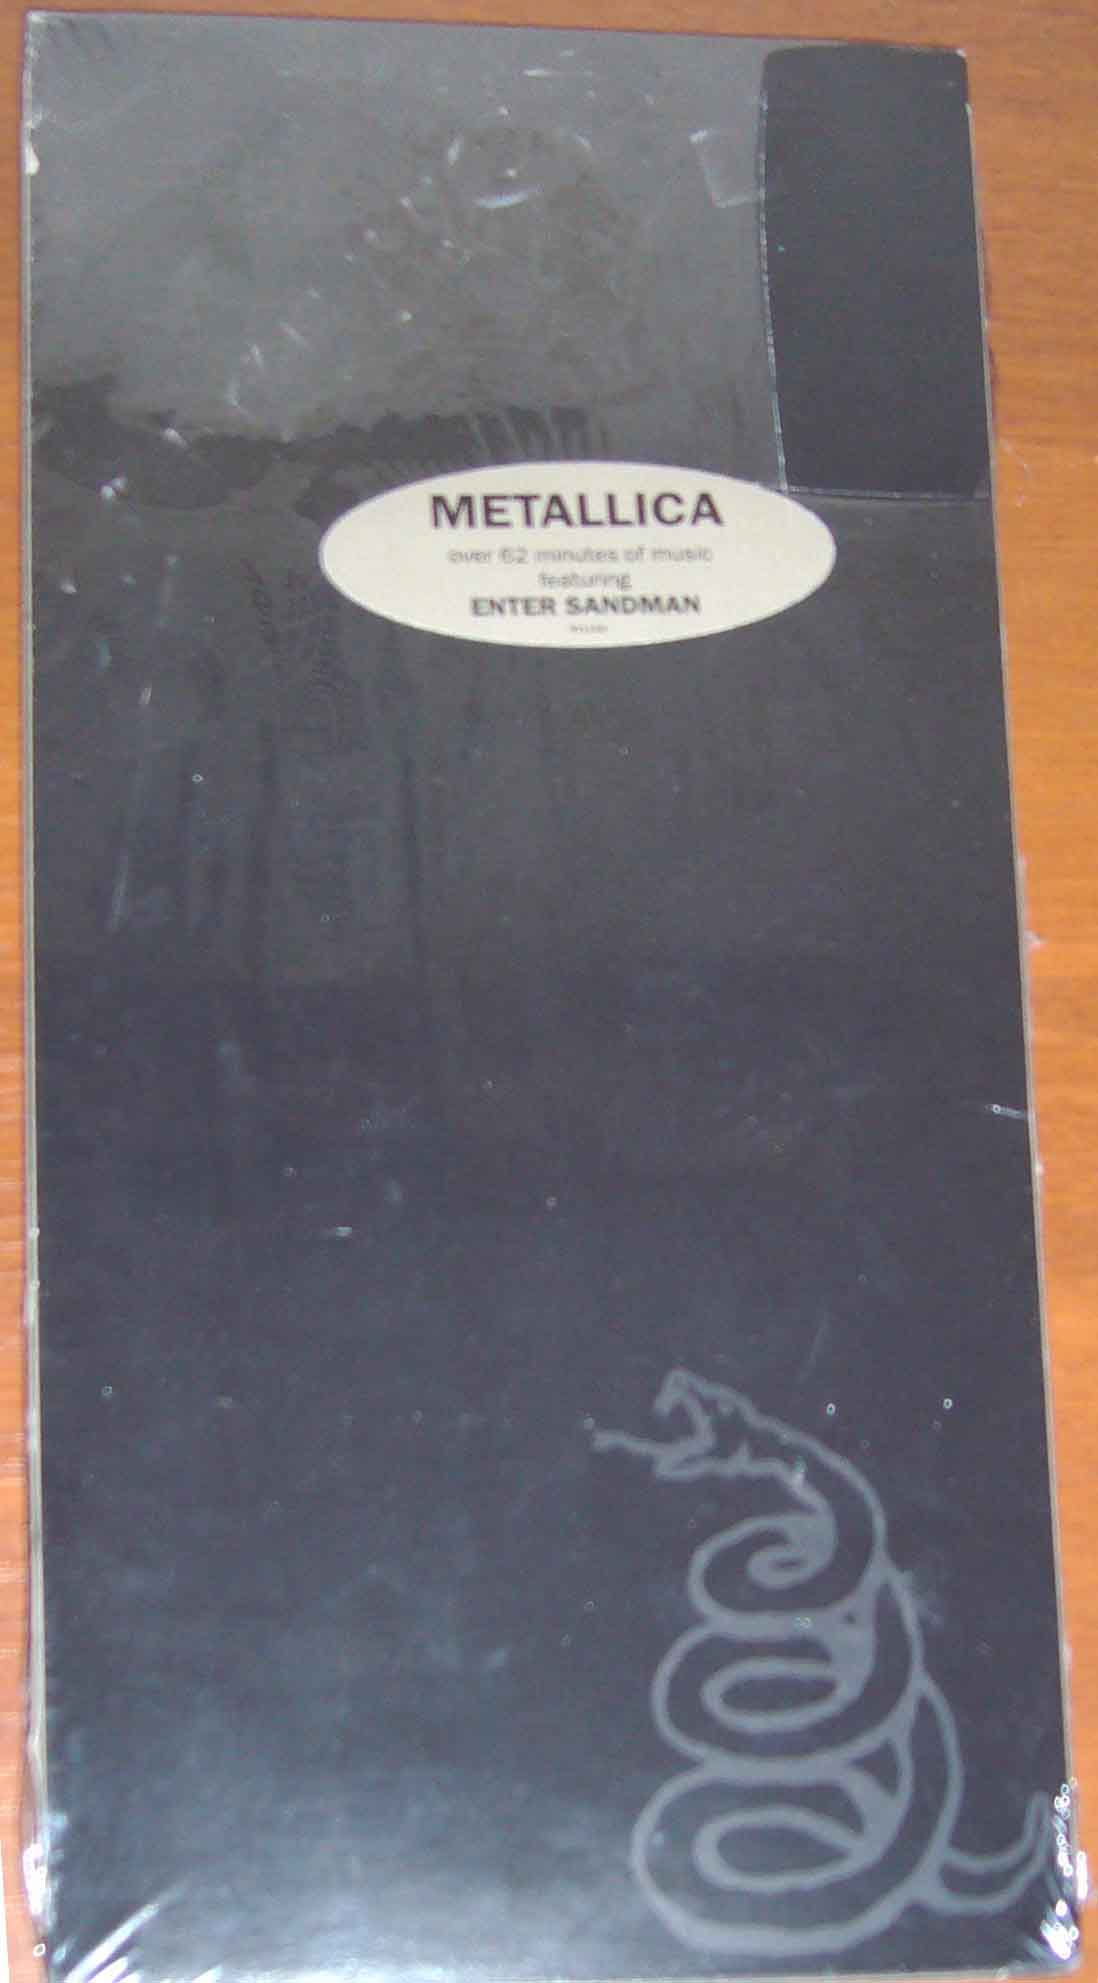 METALLICA
over 62 minutes of music
featuring
ENTER SANDMAN